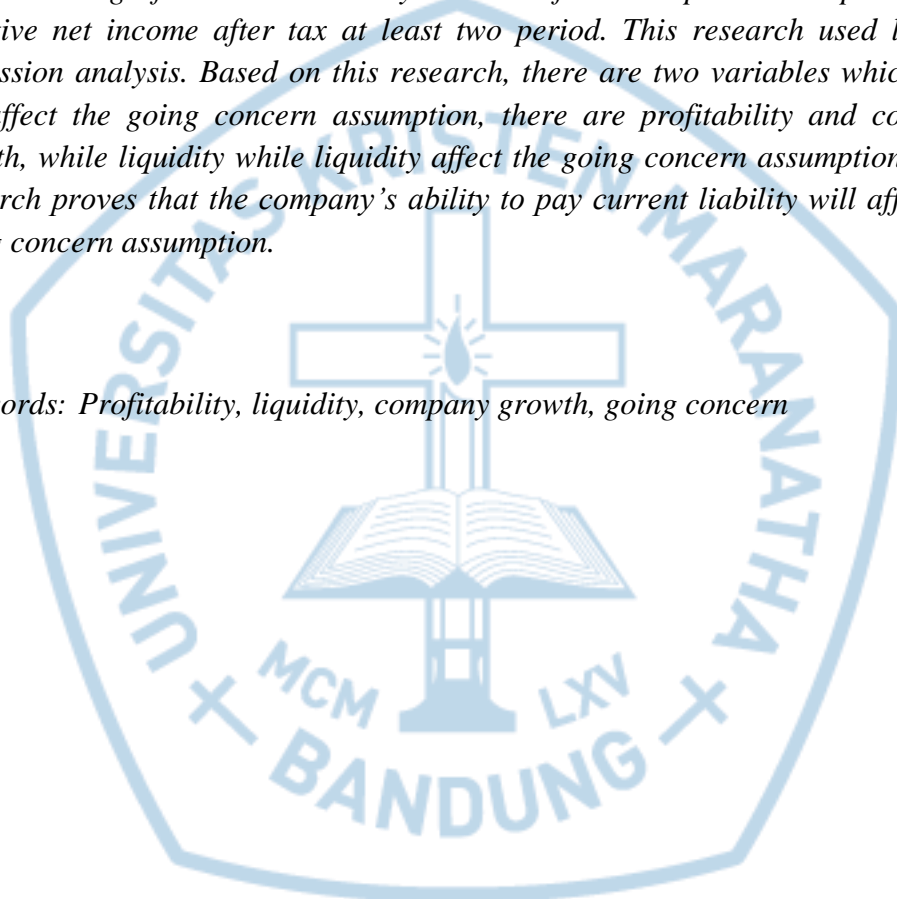 ive net income after tax at least two period. This research used l
ssion analysis. Based on this research, there are two variables whic
ffect the going concern assumption, there are profitability and co
th, while liquidity while liquidity affect the going concern assumption
rch proves that the company's ability to pay current liability will aff
concern assumption.
ords: Profitability, liquidity, company growth, going concern
UNIVERSITAS KRISTEN MARANATHA
MCM LXV
BANDUNG